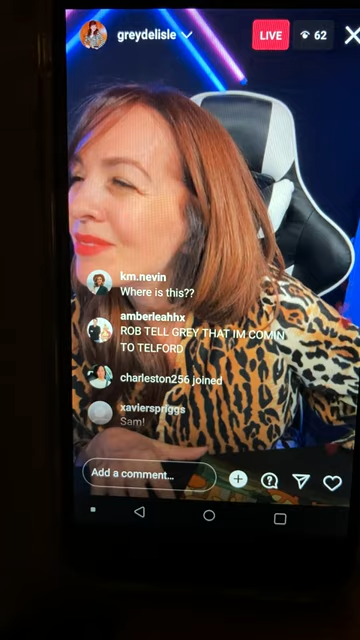 greydelisle
LIVE
62
km.nevin
Where is this??
amberleahhx
ROB TELL GREY THAT IM COMIN
TO TELFORD
charleston256 joined
xavierspriggs
Sam!
Add a comment...